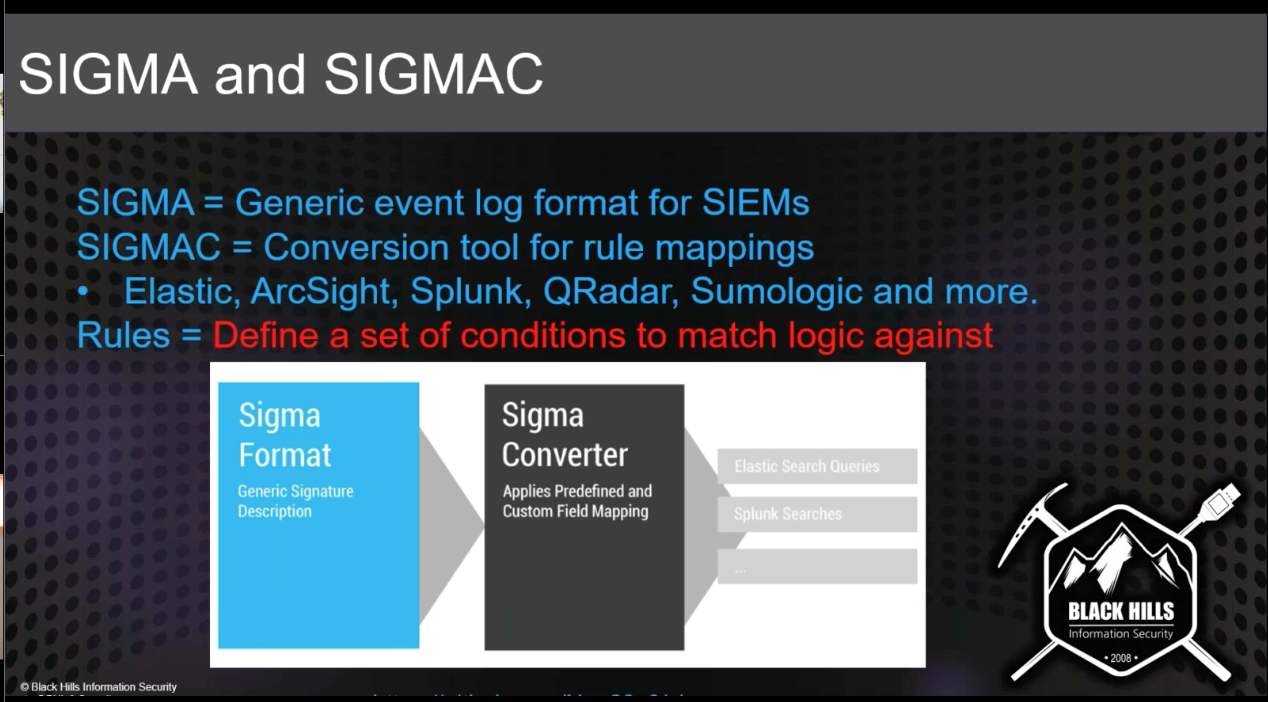 SIGMA and SIGMAC
SIGMA = Generic event log format for SIEMs
SIGMAC = Conversion tool for rule mappings
• Elastic, ArcSight, Splunk, QRadar, Sumologic and more.
Rules = Define a set of conditions to match logic against
Sigma
Format
Generic Signature
Description
Sigma
Converter
Applies Predefined and
Custom Field Mapping
Elastic Search Queries
Splunk Searches
...
BLACK HILLS
Information Security
• 2008 •
© Black Hills Information Security